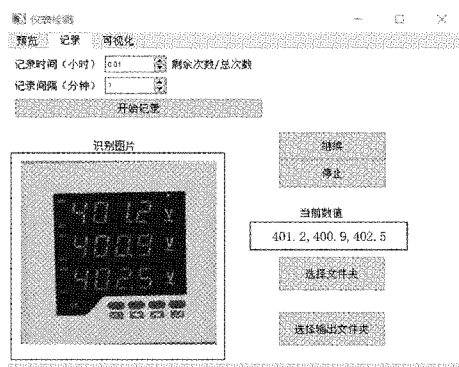 仪表检测
预览 记录 可视化
记录时间（小时） 0.01 剩余次数/总次数
记录间隔（分钟） 1
开始记录
识别图片
继续
停止
当前数值
401.2,400.9,402.5
选择文件夹
选择输出文件夹
401.2 V
400.9 V
402.5 V